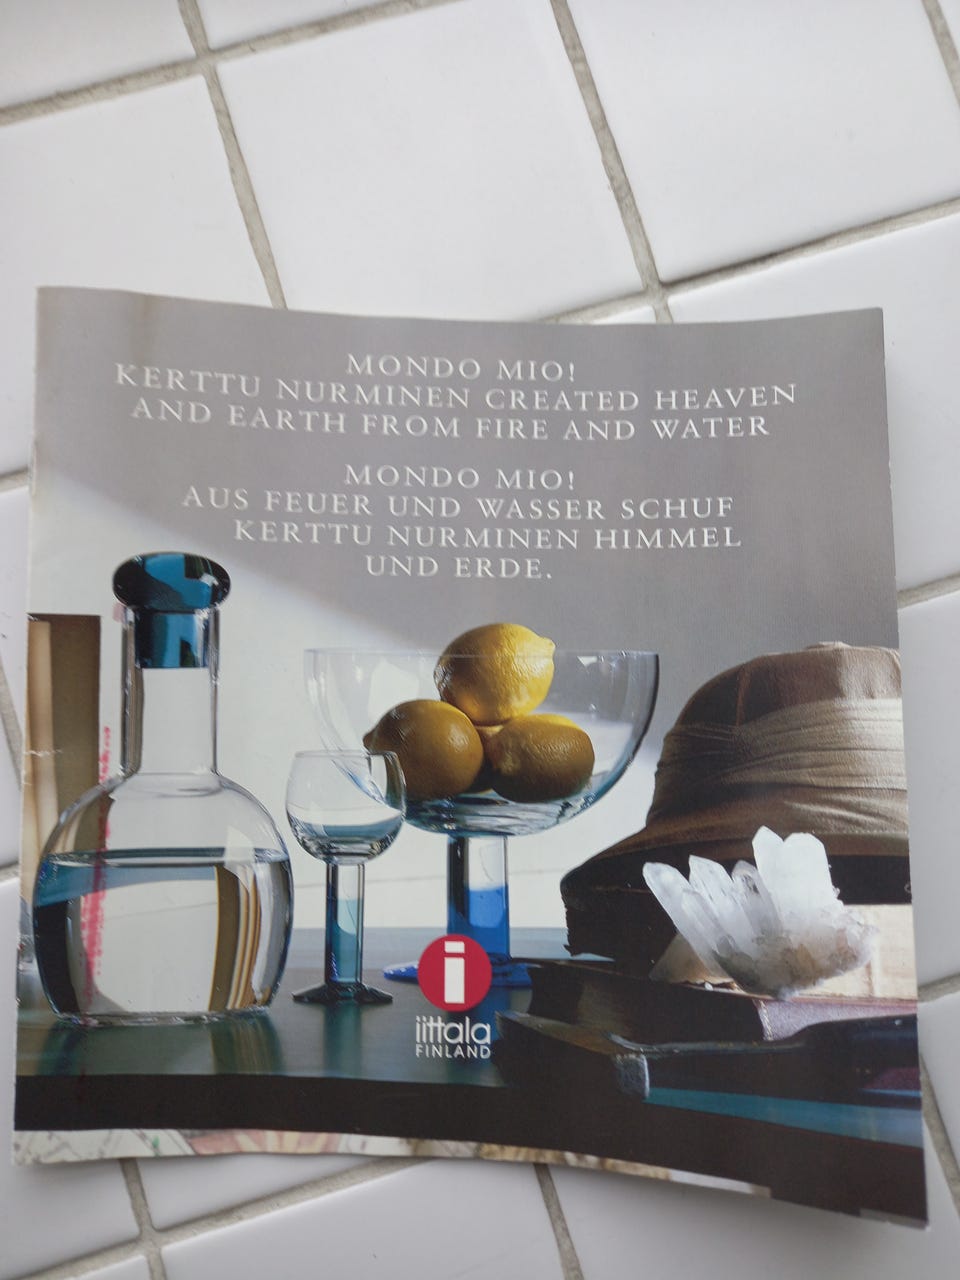 MONDO MIO!
KERTTU NURMINEN CREATED HEAVEN
AND EARTH FROM FIRE AND WATER
MONDO MIO!
AUS FEUER UND WASSER SCHUF
KERTTU NURMINEN HIMMEL
UND ERDE.
i
iittala
FINLAND